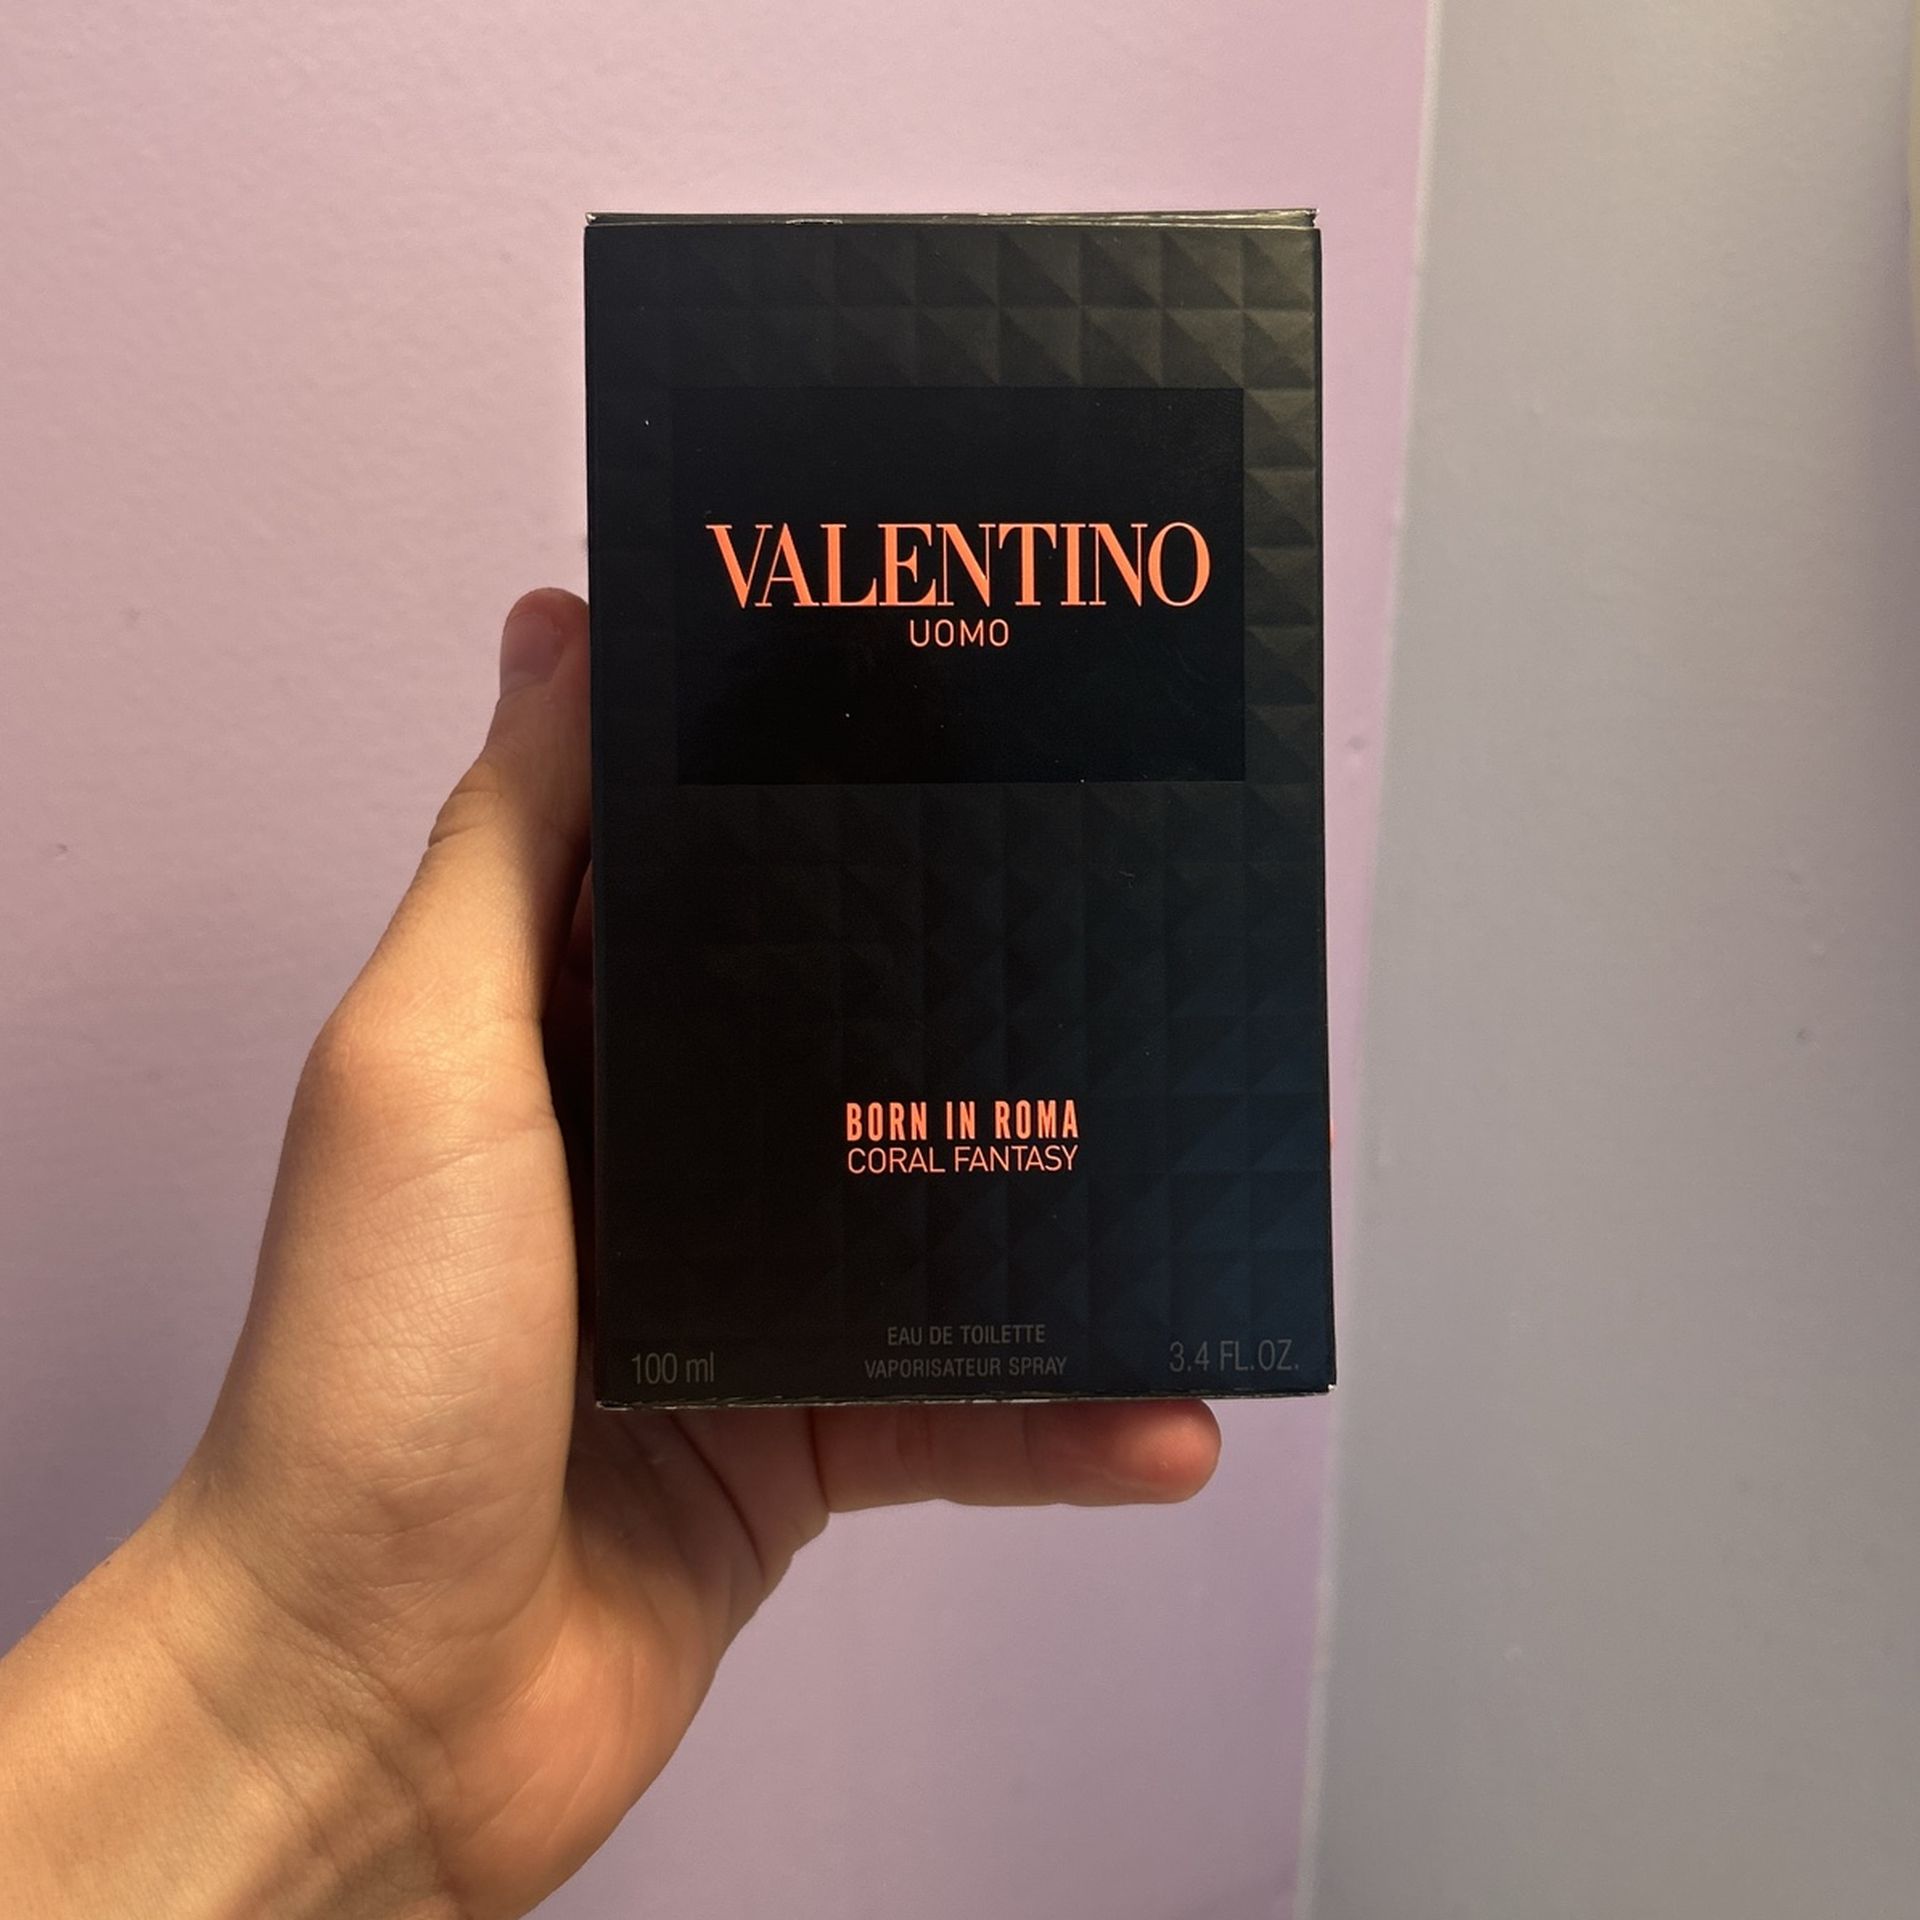 VALENTINO
UOMO
BORN IN ROMA
CORAL FANTASY
EAU DE TOILETTE
100 ml VAPORISATEUR SPRAY 3.4 FL.OZ.